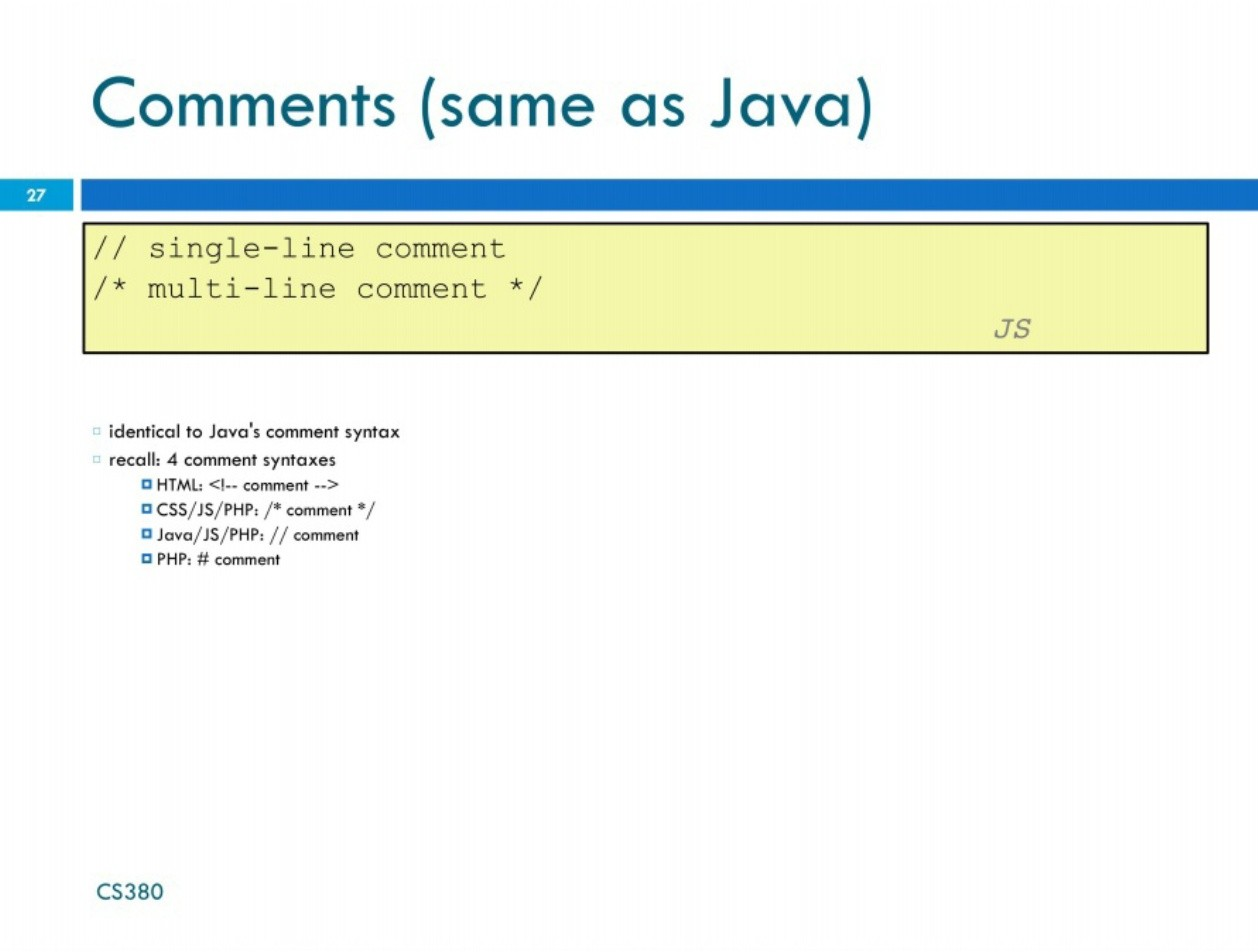 Comments (same as Java)
27
// single-line comment
/* multi-line comment */
JS
identical to Java's comment syntax
recall: 4 comment syntaxes
HTML: <!-- comment -->
CSS/JS/PHP: /* comment */
Java/JS/PHP: // comment
PHP: # comment
CS380